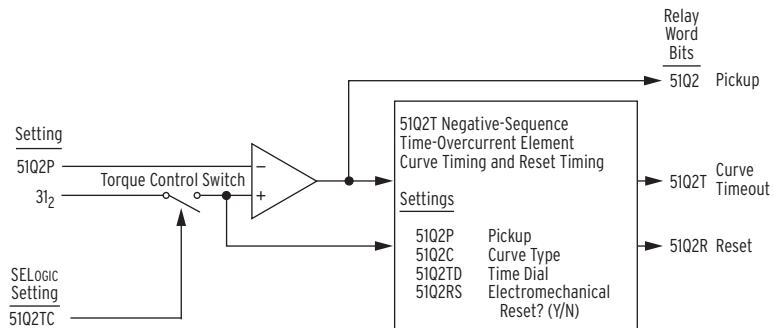 Relay
Word
Bits
51Q2 Pickup
51Q2T Negative-Sequence
Time-Overcurrent Element
Curve Timing and Reset Timing
Setting
51Q2P
Torque Control Switch
3I2
−
+
51Q2T Curve
Timeout
Settings
51Q2P Pickup
51Q2C Curve Type
51Q2TD Time Dial
51Q2RS Electromechanical
Reset? (Y/N)
51Q2R Reset
SELOGIC
Setting
51Q2TC